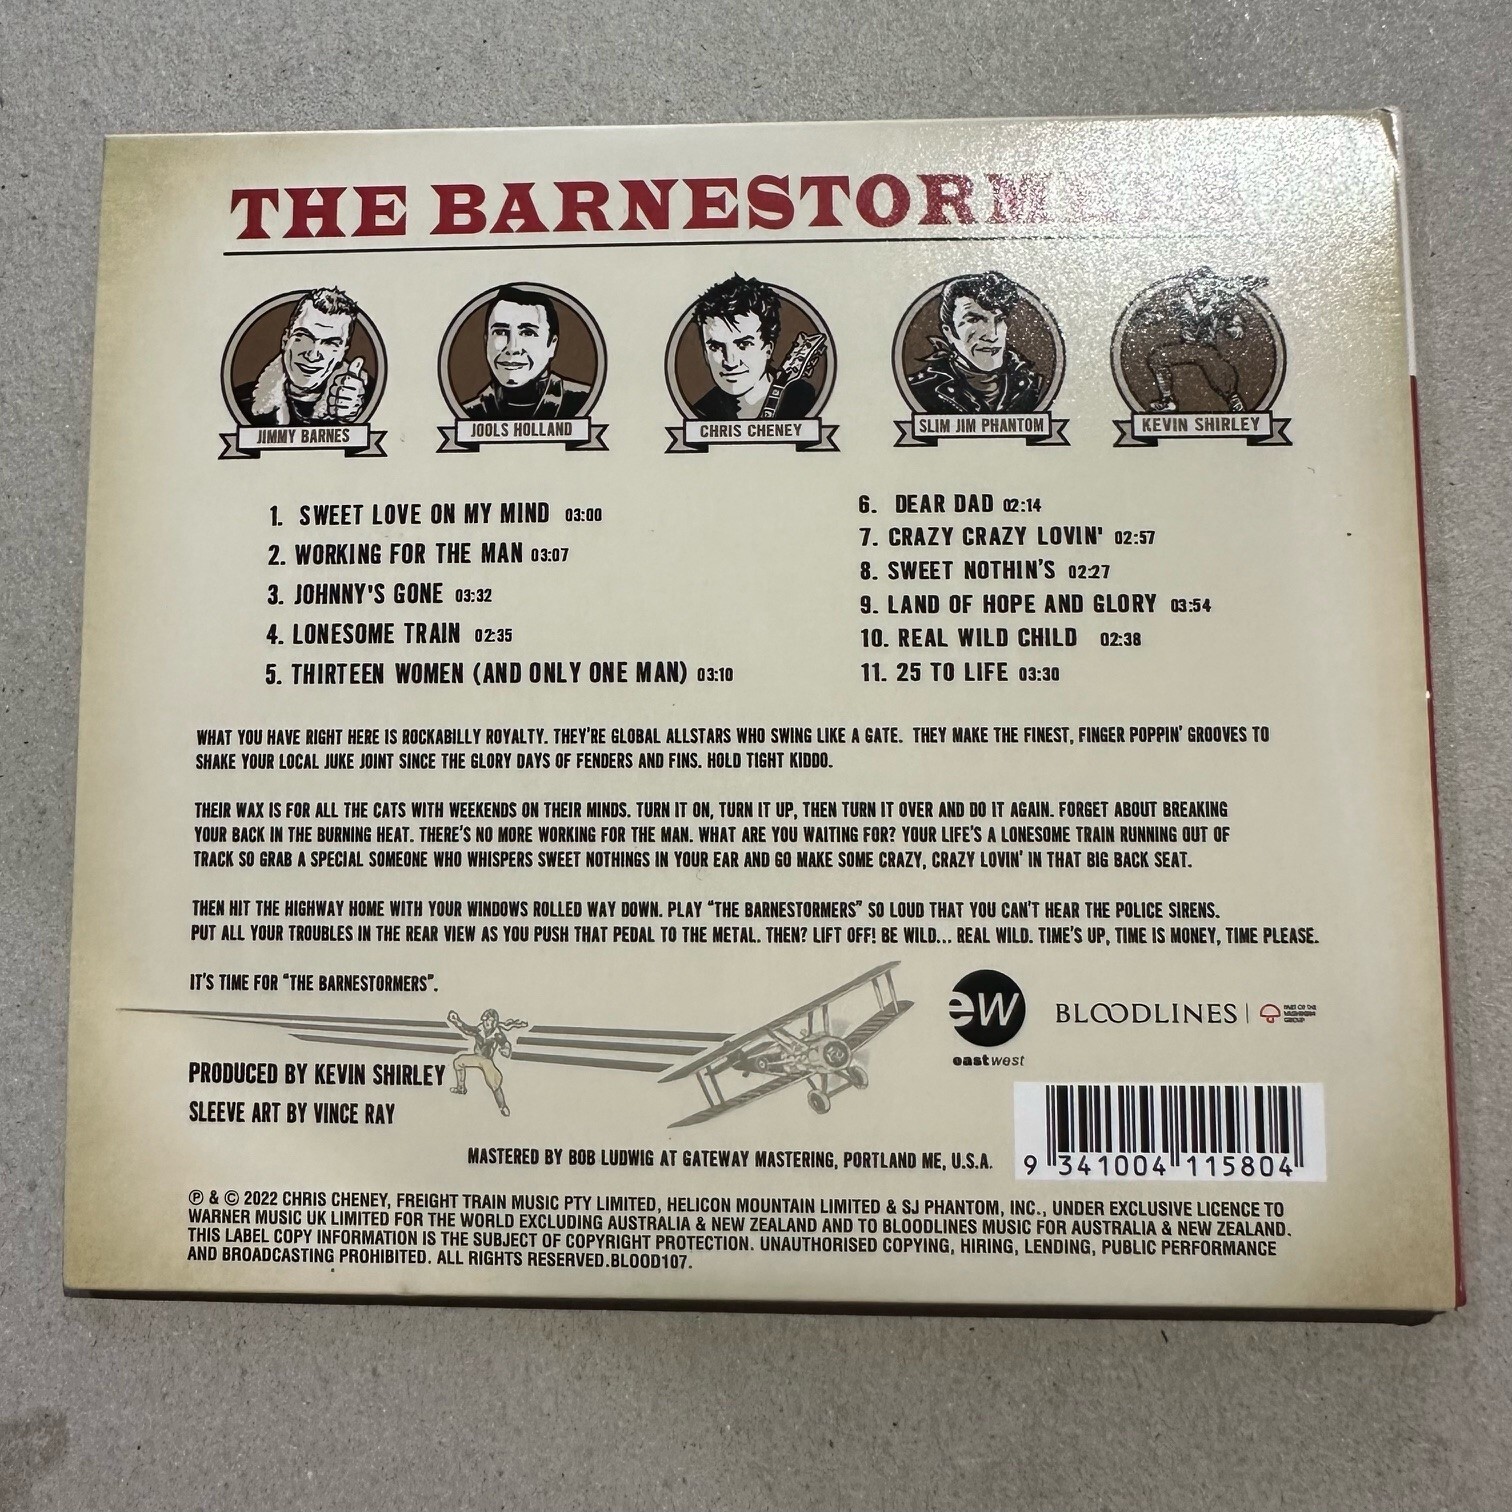 THE BARNESTORMERS
JIMMY BARNES
JOOLS HOLLAND
CHRIS CHENEY
SLIM JIM PHANTOM
KEVIN SHIRLEY
1. SWEET LOVE ON MY MIND 03:00
2. WORKING FOR THE MAN 03:07
3. JOHNNY'S GONE 03:32
4. LONESOME TRAIN 02:35
5. THIRTEEN WOMEN (AND ONLY ONE MAN) 03:10
6. DEAR DAD 02:14
7. CRAZY CRAZY LOVIN' 02:57
8. SWEET NOTHIN'S 02:27
9. LAND OF HOPE AND GLORY 03:54
10. REAL WILD CHILD 02:38
11. 25 TO LIFE 03:30
WHAT YOU HAVE RIGHT HERE IS ROCKABILLY ROYALTY. THEY'RE GLOBAL ALLSTARS WHO SWING LIKE A GATE. THEY MAKE THE FINEST, FINGER POPPIN' GROOVES TO
SHAKE YOUR LOCAL JUKE JOINT SINCE THE GLORY DAYS OF FENDERS AND FINS. HOLD TIGHT KIDDO.
THEIR WAX IS FOR ALL THE CATS WITH WEEKENDS ON THEIR MINDS. TURN IT ON, TURN IT UP, THEN TURN IT OVER AND DO IT AGAIN. FORGET ABOUT BREAKING
YOUR BACK IN THE BURNING HEAT. THERE'S NO MORE WORKING FOR THE MAN. WHAT ARE YOU WAITING FOR? YOUR LIFE'S A LONESOME TRAIN RUNNING OUT OF
TRACK SO GRAB A SPECIAL SOMEONE WHO WHISPERS SWEET NOTHINGS IN YOUR EAR AND GO MAKE SOME CRAZY, CRAZY LOVIN' IN THAT BIG BACK SEAT.
THEN HIT THE HIGHWAY HOME WITH YOUR WINDOWS ROLLED WAY DOWN. PLAY "THE BARNESTORMERS" SO LOUD THAT YOU CAN'T HEAR THE POLICE SIRENS.
PUT ALL YOUR TROUBLES IN THE REAR VIEW AS YOU PUSH THAT PEDAL TO THE METAL. THEN? LIFT OFF! BE WILD... REAL WILD. TIME'S UP, TIME IS MONEY, TIME PLEASE.
IT'S TIME FOR "THE BARNESTORMERS".
ew
eastwest
BLOODLINES
PART OF THE
MUSHROOM
GROUP
PRODUCED BY KEVIN SHIRLEY
SLEEVE ART BY VINCE RAY
MASTERED BY BOB LUDWIG AT GATEWAY MASTERING, PORTLAND ME, U.S.A.
9 341004 115804
℗ & © 2022 CHRIS CHENEY, FREIGHT TRAIN MUSIC PTY LIMITED, HELICON MOUNTAIN LIMITED & SJ PHANTOM, INC., UNDER EXCLUSIVE LICENCE TO
WARNER MUSIC UK LIMITED FOR THE WORLD EXCLUDING AUSTRALIA & NEW ZEALAND AND TO BLOODLINES MUSIC FOR AUSTRALIA & NEW ZEALAND.
THIS LABEL COPY INFORMATION IS THE SUBJECT OF COPYRIGHT PROTECTION. UNAUTHORISED COPYING, HIRING, LENDING, PUBLIC PERFORMANCE
AND BROADCASTING PROHIBITED. ALL RIGHTS RESERVED.BLOOD107.